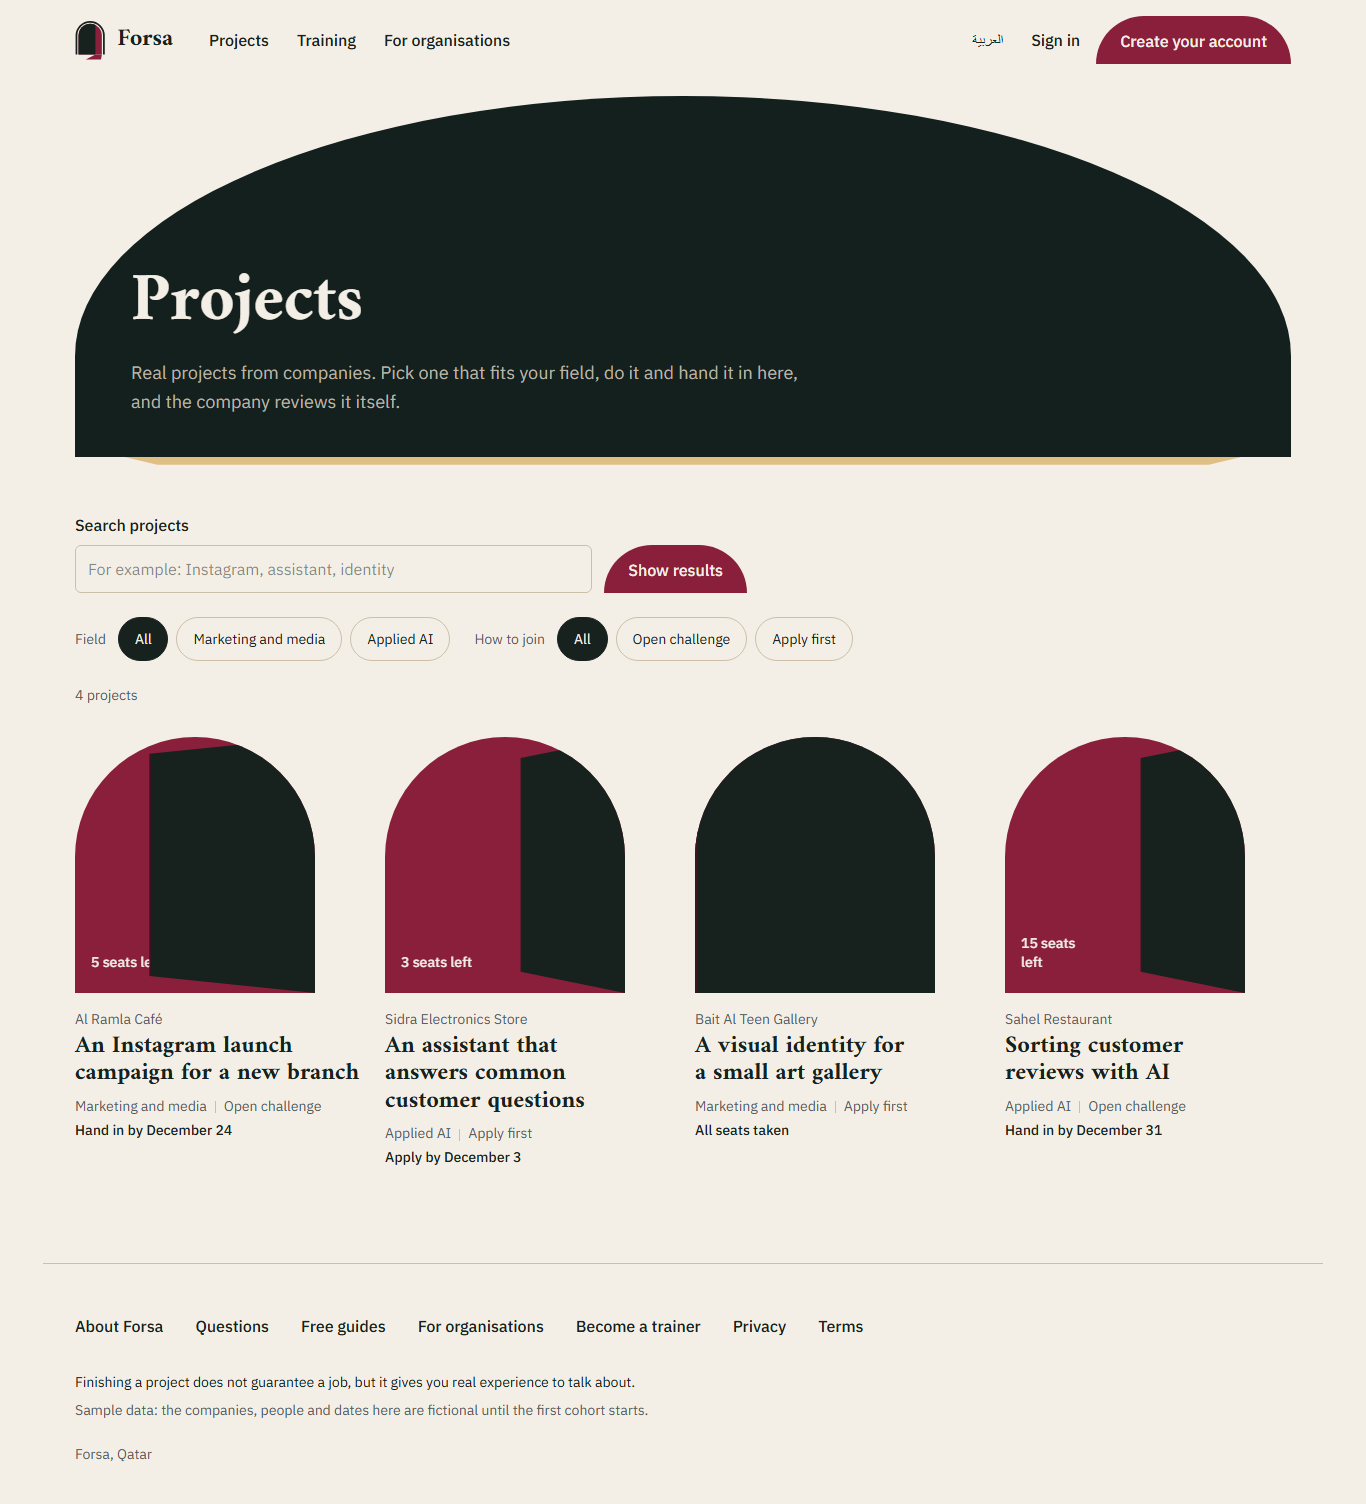 Forsa
Projects
Training
For organisations
العربية
Sign in
Create your account
Projects
Real projects from companies. Pick one that fits your field, do it and hand it in here,
and the company reviews it itself.
Search projects
For example: Instagram, assistant, identity
Show results
Field
All
Marketing and media
Applied AI
How to join
All
Open challenge
Apply first
4 projects
5 seats le
Al Ramla Café
An Instagram launch
campaign for a new branch
Marketing and media | Open challenge
Hand in by December 24
3 seats left
Sidra Electronics Store
An assistant that
answers common
customer questions
Applied AI | Apply first
Apply by December 3
Bait Al Teen Gallery
A visual identity for
a small art gallery
Marketing and media | Apply first
All seats taken
15 seats
left
Sahel Restaurant
Sorting customer
reviews with AI
Applied AI | Open challenge
Hand in by December 31
About Forsa
Questions
Free guides
For organisations
Become a trainer
Privacy
Terms
Finishing a project does not guarantee a job, but it gives you real experience to talk about.
Sample data: the companies, people and dates here are fictional until the first cohort starts.
Forsa, Qatar